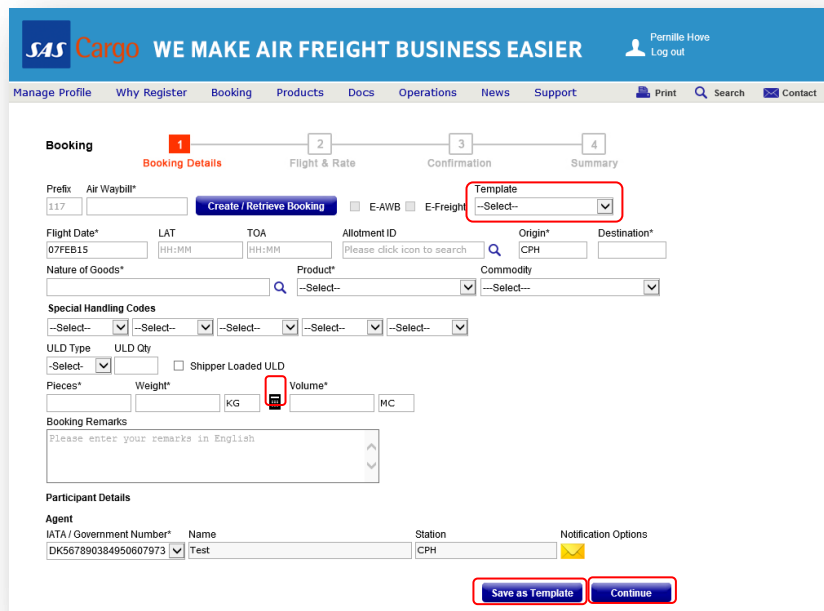 SAS Cargo WE MAKE AIR FREIGHT BUSINESS EASIER
Pernille Hove
Log out
Manage Profile Why Register Booking Products Docs Operations News Support Print Search Contact
Booking 1 2 3 4
Booking Details Flight & Rate Confirmation Summary
Prefix Air Waybill* Template
117 Create / Retrieve Booking E-AWB E-Freight --Select--
Flight Date* LAT TOA Allotment ID Origin* Destination*
07FEB15 HH:MM HH:MM Please click icon to search CPH
Nature of Goods* Product* Commodity
--Select-- ---Select---
Special Handling Codes
--Select-- --Select-- --Select-- --Select-- --Select--
ULD Type ULD Qty
-Select- Shipper Loaded ULD
Pieces* Weight* Volume*
KG MC
Booking Remarks
Please enter your remarks in English
Participant Details
Agent
IATA / Government Number* Name Station Notification Options
DK567890384950607973 Test CPH
Save as Template Continue